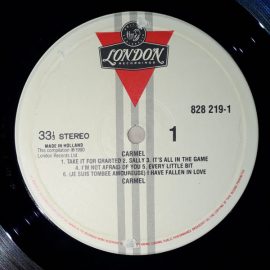 LONDON
RECORDINGS
828 219-1
33⅓ STEREO
1
MADE IN HOLLAND
This compilation ℗ 1990
London Records Ltd.
CARMEL
1. TAKE IT FOR GRANTED 2. SALLY 3. IT'S ALL IN THE GAME
4. I'M NOT AFRAID OF YOU 5. EVERY LITTLE BIT
6. (JE SUIS TOMBEE AMOUREUSE) I HAVE FALLEN IN LOVE
CARMEL